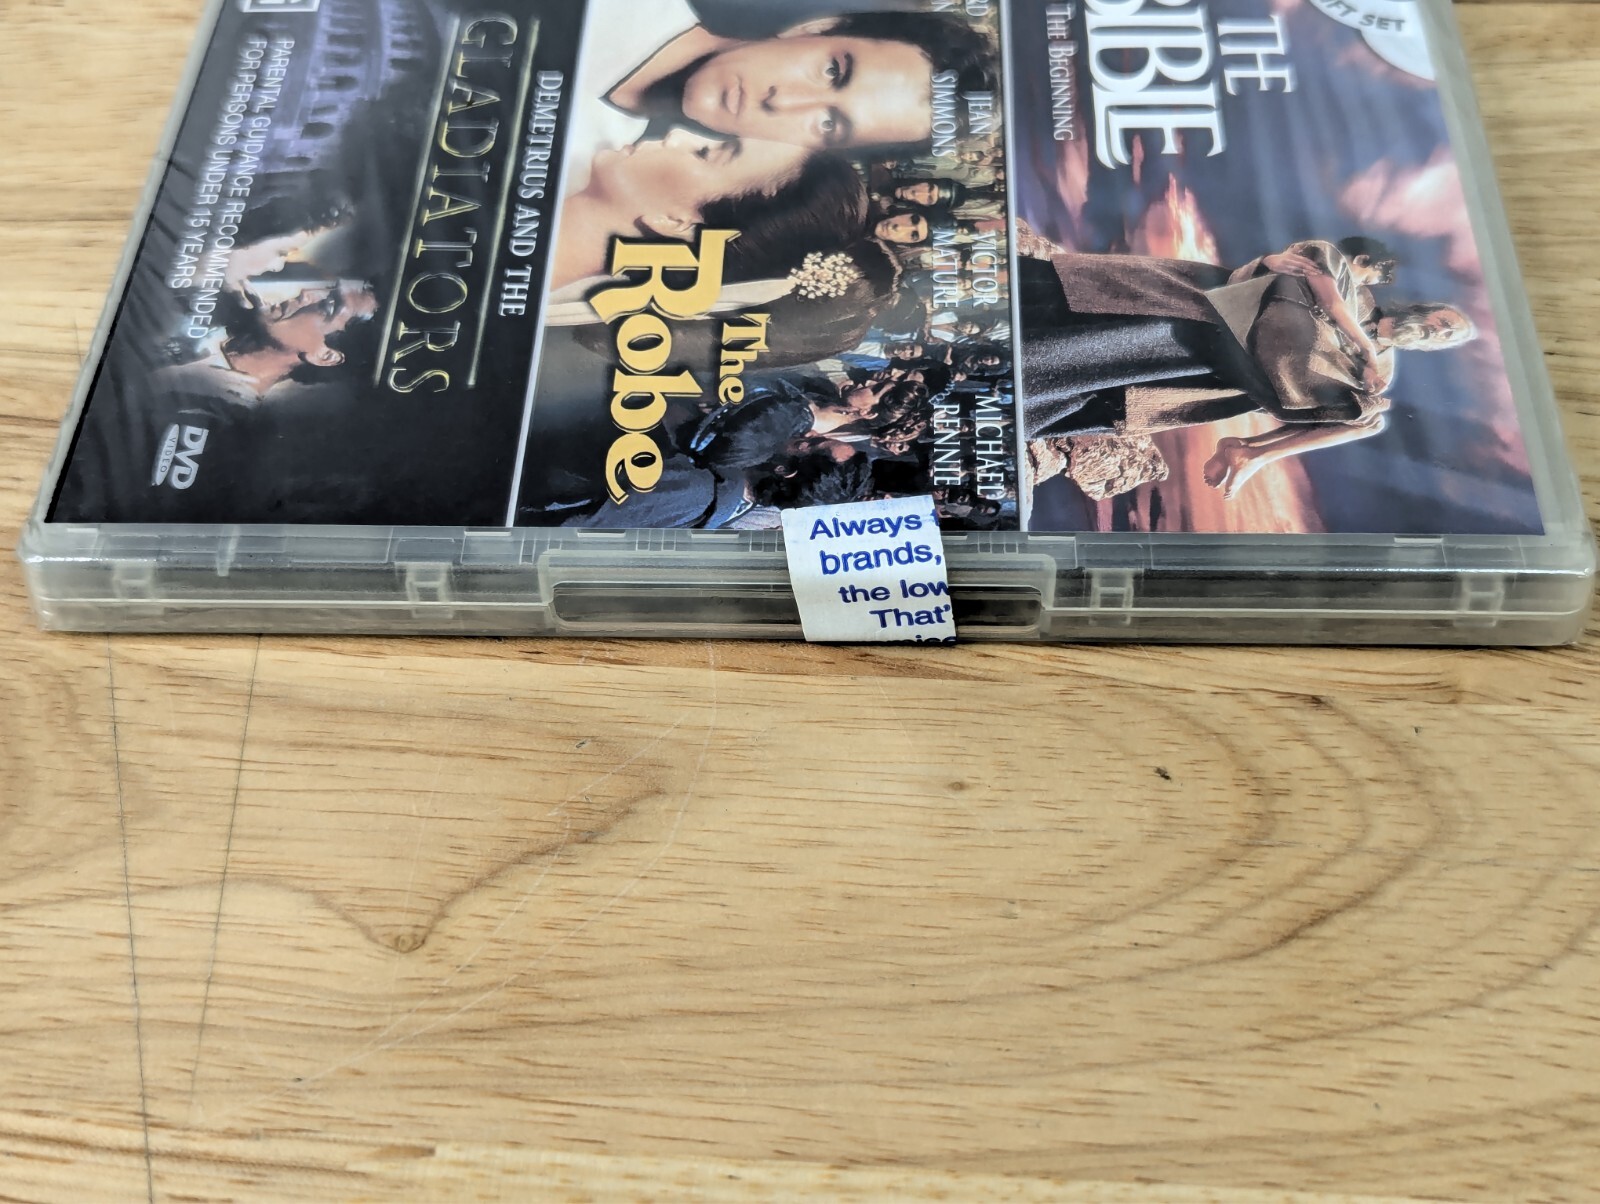 PARENTAL GUIDANCE RECOMMENDED
FOR PERSONS UNDER 15 YEARS
DEMETRIUS AND THE
GLADIATORS
DVD
VIDEO
JEAN
SIMMONS
VICTOR
MATURE
MICHAEL
RENNIE
The
Robe
THE
BIBLE
THE BEGINNING
SET
Always
brands,
the low
That'